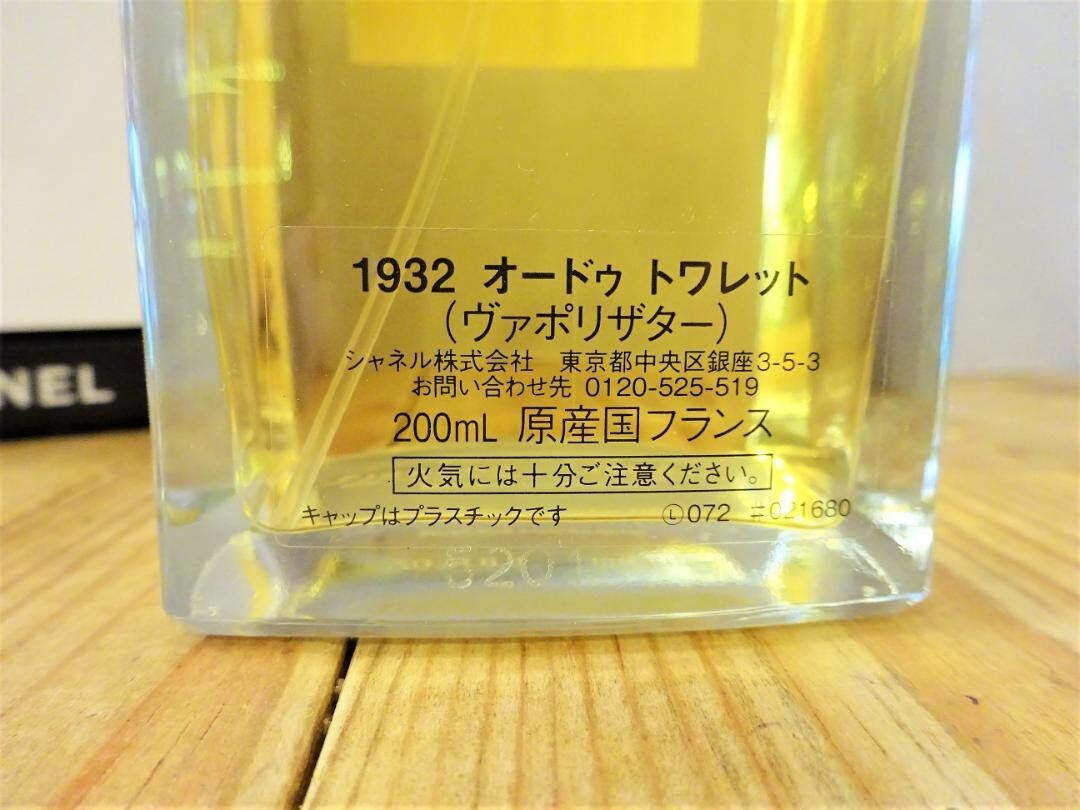 1932 オードゥ トワレット
(ヴァポリザター)
シャネル株式会社 東京都中央区銀座3-5-3
お問い合わせ先 0120-525-519
200mL 原産国フランス
火気には十分ご注意ください。
キャップはプラスチックです Ⓛ072 #021680
NEL
5201